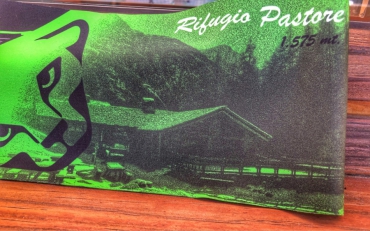 Rifugio Pastore
1.575 mt.